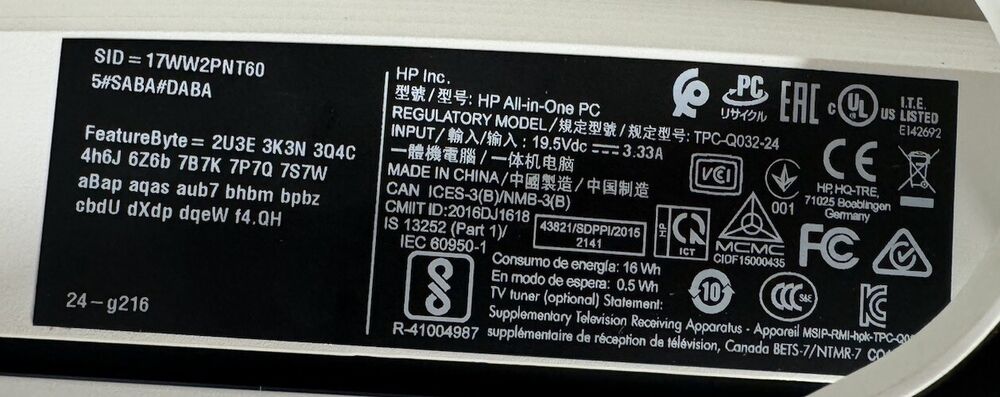 SID = 17WW2PNT60
5#SABA#DABA
FeatureByte = 2U3E 3K3N 3Q4C
4h6J 6Z6b 7B7K 7P7Q 7S7W
aBap aqas aub7 bhbm bpbz
cbdU dXdp dqeW f4.QH
24-g216
HP Inc.
型號/型号: HP All-in-One PC
REGULATORY MODEL/規定型號/规定型号: TPC-Q032-24
INPUT/輸入/输入: 19.5Vdc 3.33A
一體機電腦/一体机电脑
MADE IN CHINA/中國製造/中国制造
CAN ICES-3(B)/NMB-3(B)
CMIIT ID:2016DJ1618
IS 13252 (Part 1)/
IEC 60950-1
43821/SDPPI/2015
2141
R-41004987
Consumo de energía: 16 Wh
En modo de espera: 0.5 Wh
TV tuner (optional) Statement:
Supplementary Television Receiving Apparatus - Appareil
supplémentaire de réception de télévision, Canada BETS-7/NTMR-7
MSIP-RMI-hpk-TPC-Q0
PC
リサイクル
EAC
c UL US
I.T.E.
LISTED
E142692
VCI
001
CE
HP, HQ-TRE,
71025 Boeblingen
Germany
HP
ICT
MCMC
CIOF15000435
FC
10
CCC
S&E